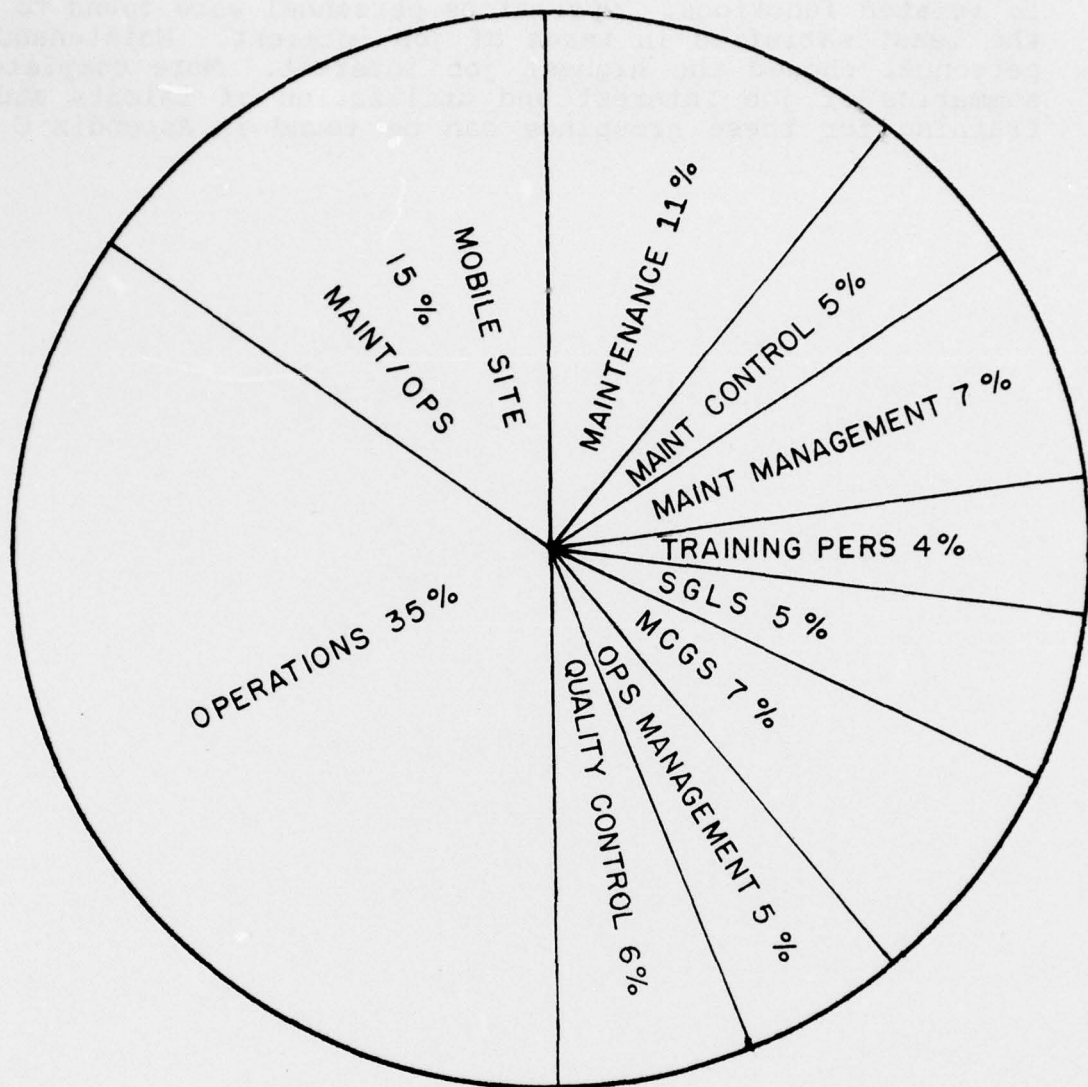 MAINTENANCE 11%
MAINT CONTROL 5%
MAINT MANAGEMENT 7%
TRAINING PERS 4%
SGLS 5%
MCGS 7%
OPS MANAGEMENT 5%
QUALITY CONTROL 6%
OPERATIONS 35%
MAINT/OPS
15%
MOBILE SITE